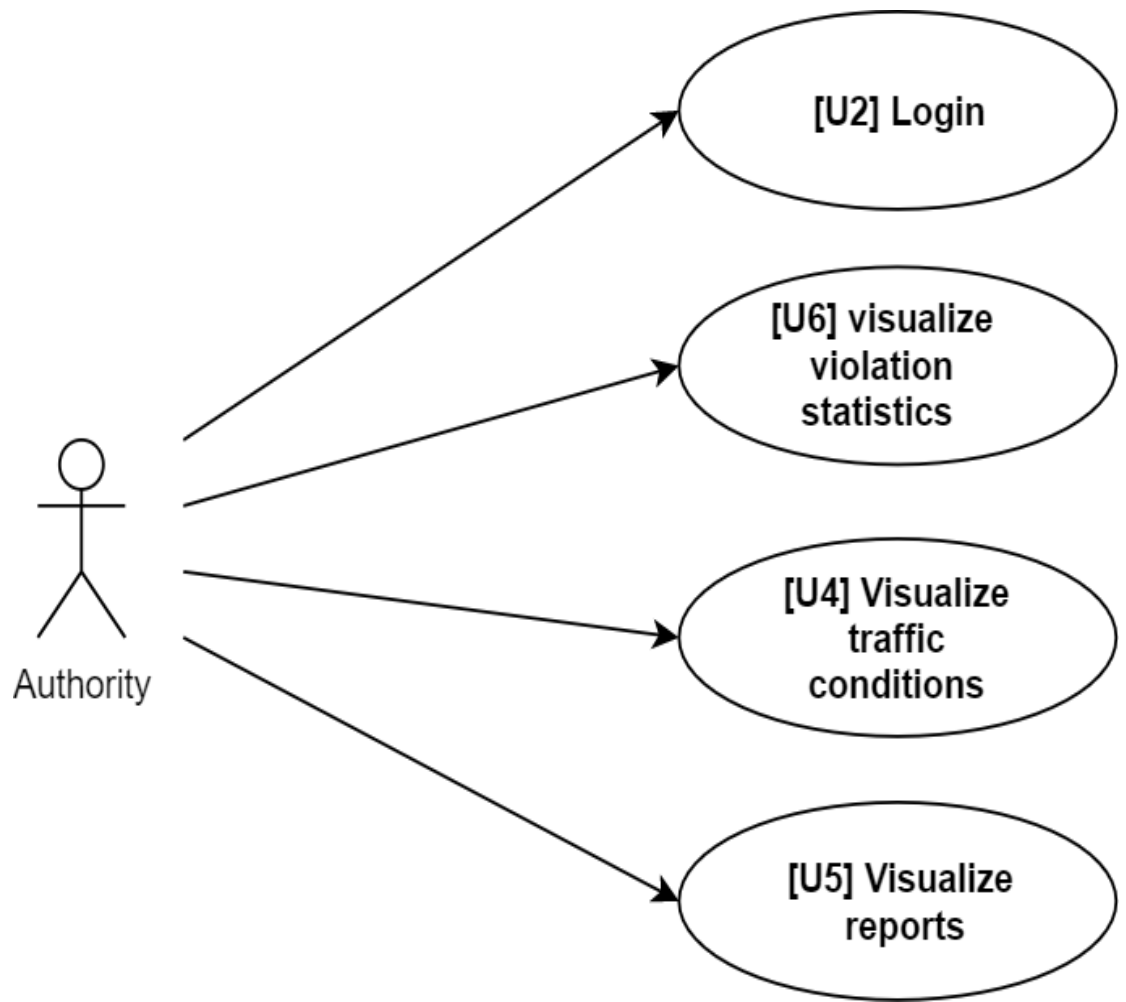 [U2] Login
[U6] visualize
violation
statistics
[U4] Visualize
traffic
conditions
Authority
[U5] Visualize
reports